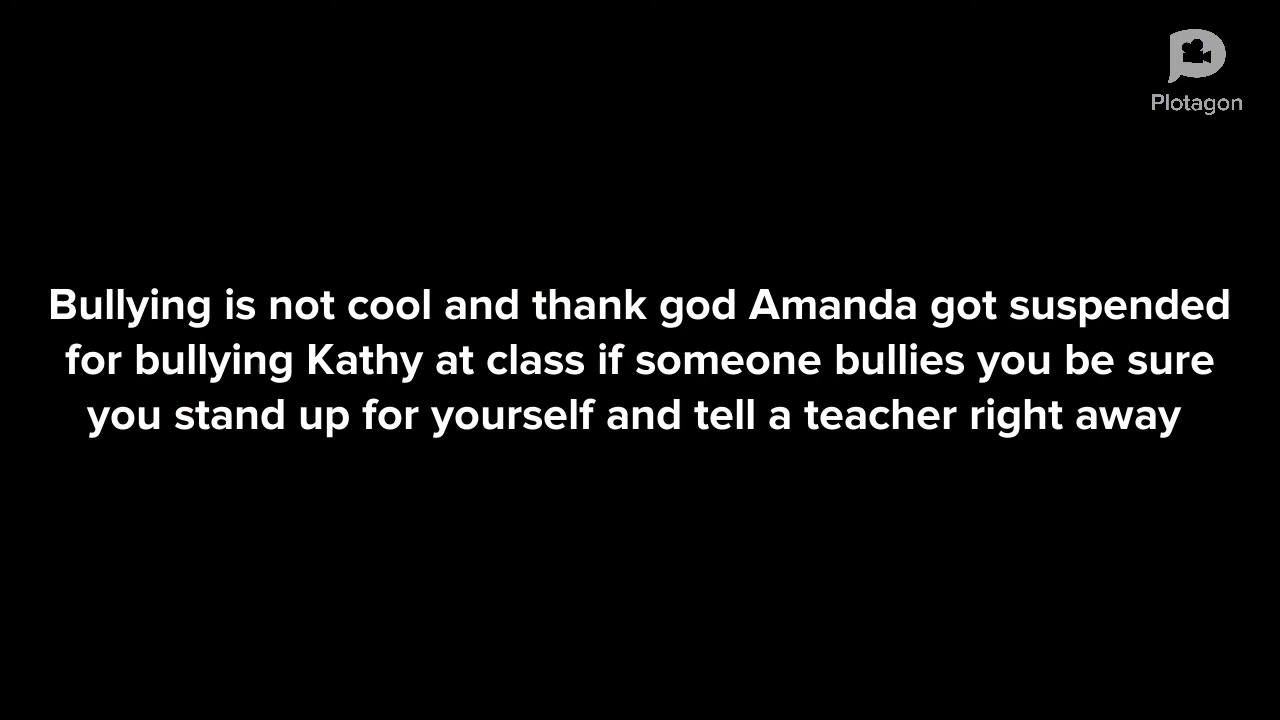 Plotagon
Bullying is not cool and thank god Amanda got suspended
for bullying Kathy at class if someone bullies you be sure
you stand up for yourself and tell a teacher right away